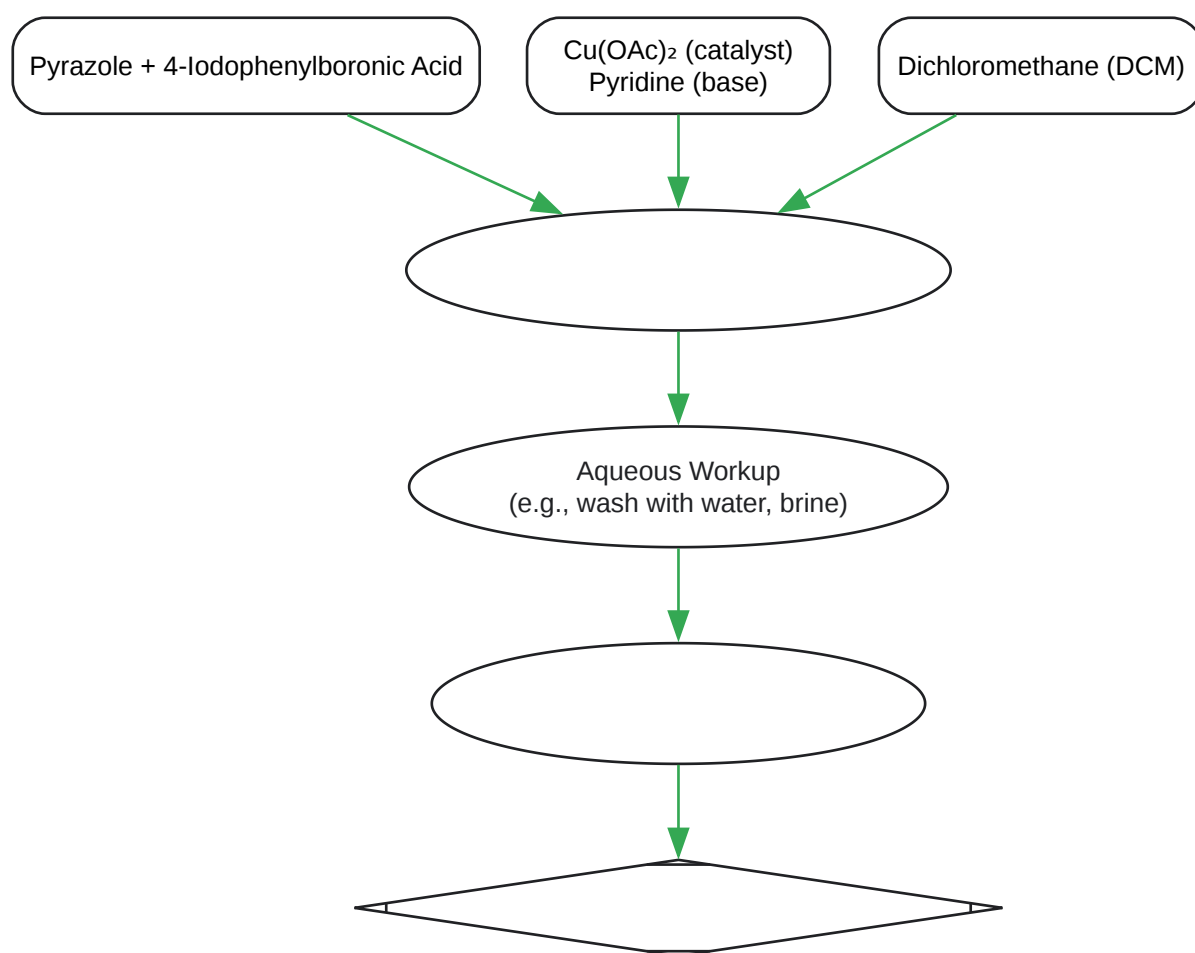 Pyrazole + 4-Iodophenylboronic Acid
Cu(OAc)₂ (catalyst)
Pyridine (base)
Dichloromethane (DCM)
Aqueous Workup
(e.g., wash with water, brine)